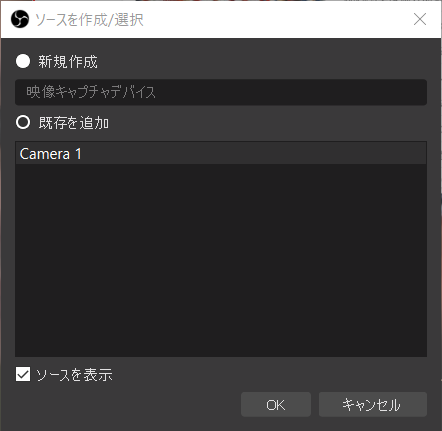 ソースを作成/選択
新規作成
映像キャプチャデバイス
既存を追加
Camera 1
ソースを表示
OK キャンセル